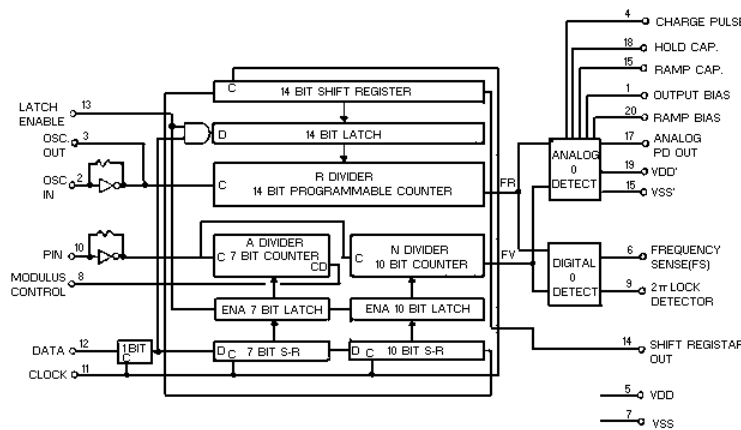 4 CHARGE PULSE
18 HOLD CAP.
15 RAMP CAP.
1 OUTPUT BIAS
20 RAMP BIAS
17 ANALOG
PD OUT
19 VDD'
15 VSS'
LATCH
ENABLE
13
OSC.
OUT
3
OSC
IN
2
C
14 BIT SHIFT REGISTER
D
14 BIT LATCH
C
R DIVIDER
14 BIT PROGRAMMABLE COUNTER
FR
ANALOG
0
DETECT
PIN
10
MODULUS
CONTROL
8
A DIVIDER
C 7 BIT COUNTER
CD
C
N DIVIDER
10 BIT COUNTER
FV
DIGITAL
0
DETECT
6 FREQUENCY
SENSE(FS)
9 2π LOCK
DETECTOR
ENA 7 BIT LATCH
ENA 10 BIT LATCH
DATA
12
1 BIT
C
D C 7 BIT S-R
D C 10 BIT S-R
14 SHIFT REGISTAR
OUT
CLOCK
11
5 VDD
7 VSS